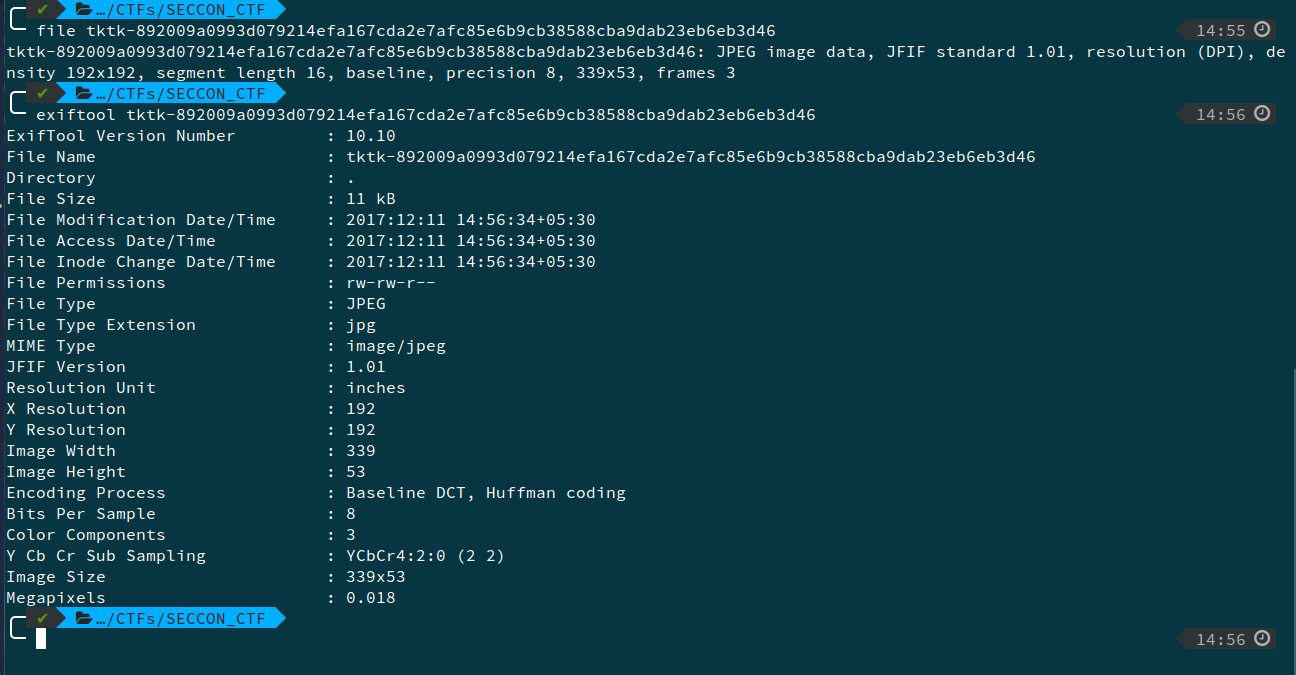 ✔ …/CTFs/SECCON_CTF
file tktk-892009a0993d079214efa167cda2e7afc85e6b9cb38588cba9dab23eb6eb3d46 14:55
tktk-892009a0993d079214efa167cda2e7afc85e6b9cb38588cba9dab23eb6eb3d46: JPEG image data, JFIF standard 1.01, resolution (DPI), de
nsity 192x192, segment length 16, baseline, precision 8, 339x53, frames 3
✔ …/CTFs/SECCON_CTF
exiftool tktk-892009a0993d079214efa167cda2e7afc85e6b9cb38588cba9dab23eb6eb3d46 14:56
ExifTool Version Number : 10.10
File Name : tktk-892009a0993d079214efa167cda2e7afc85e6b9cb38588cba9dab23eb6eb3d46
Directory : .
File Size : 11 kB
File Modification Date/Time : 2017:12:11 14:56:34+05:30
File Access Date/Time : 2017:12:11 14:56:34+05:30
File Inode Change Date/Time : 2017:12:11 14:56:34+05:30
File Permissions : rw-rw-r--
File Type : JPEG
File Type Extension : jpg
MIME Type : image/jpeg
JFIF Version : 1.01
Resolution Unit : inches
X Resolution : 192
Y Resolution : 192
Image Width : 339
Image Height : 53
Encoding Process : Baseline DCT, Huffman coding
Bits Per Sample : 8
Color Components : 3
Y Cb Cr Sub Sampling : YCbCr4:2:0 (2 2)
Image Size : 339x53
Megapixels : 0.018
✔ …/CTFs/SECCON_CTF
14:56